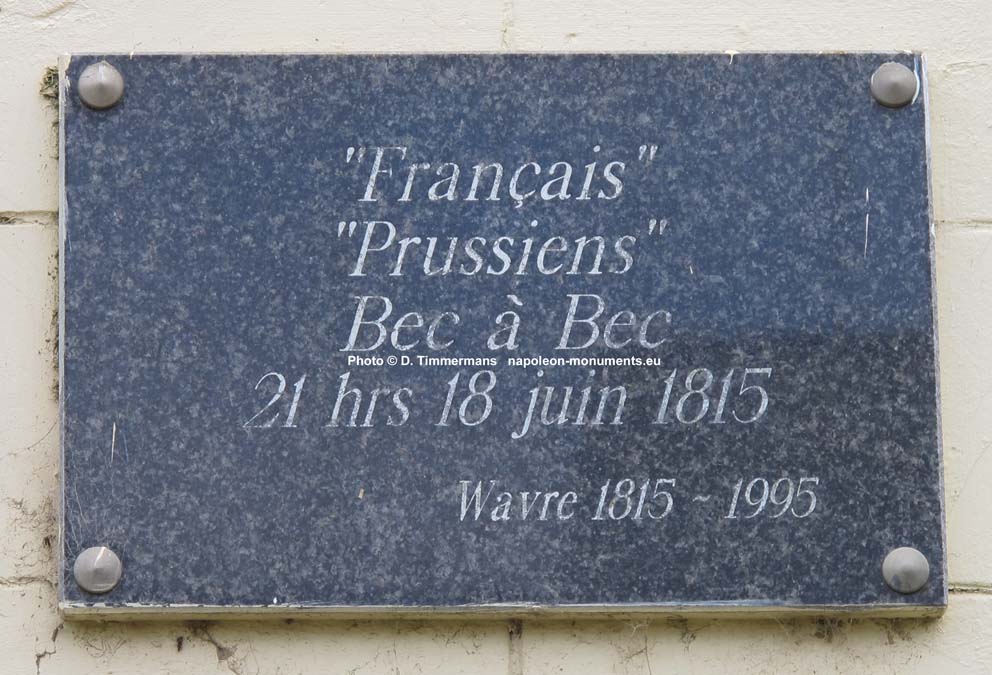 "Français"
"Prussiens"
Bec à Bec
Photo © D. Timmermans napoleon-monuments.eu
21 hrs 18 juin 1815
Wavre 1815 ~ 1995